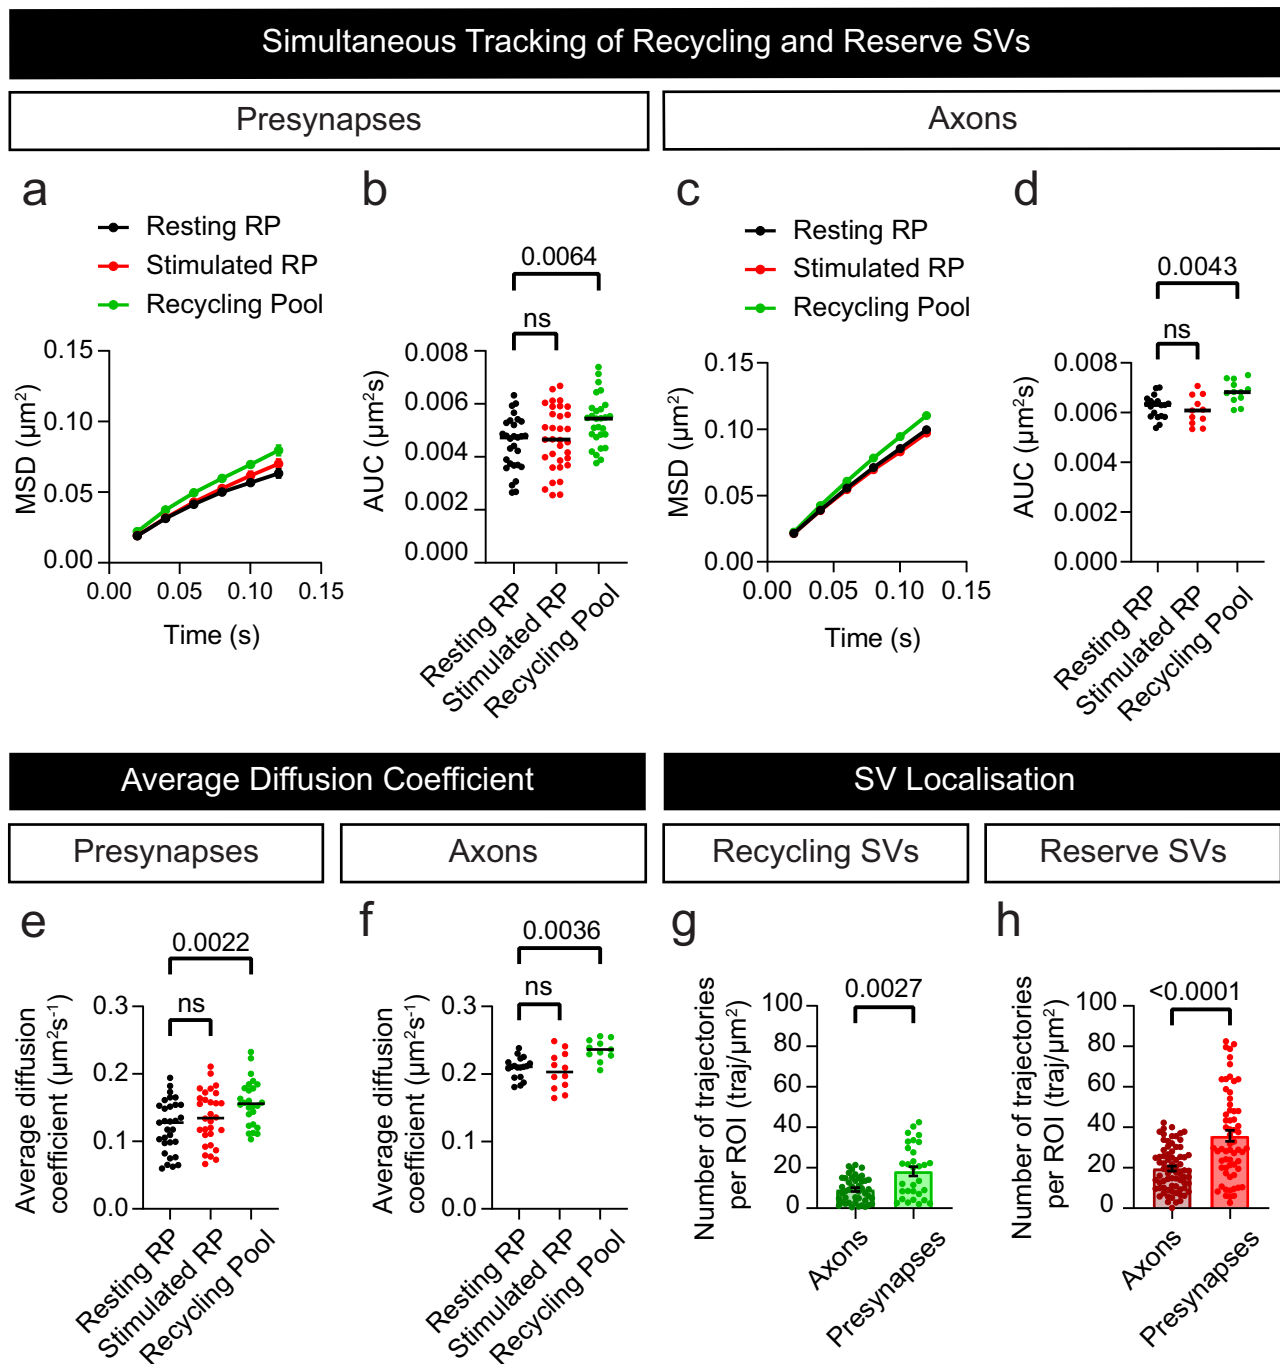 Simultaneous Tracking of Recycling and Reserve SVs
Presynapses
Axons
a
Resting RP
Stimulated RP
Recycling Pool
MSD (µm²)
0.15
0.10
0.05
0.00
0.00
0.05
0.10
0.15
Time (s)
b
0.0064
ns
AUC (µm²s)
0.008
0.006
0.004
0.002
0.000
Resting RP
Stimulated RP
Recycling Pool
c
Resting RP
Stimulated RP
Recycling Pool
MSD (µm²)
0.15
0.10
0.05
0.00
0.00
0.05
0.10
0.15
Time (s)
d
0.0043
ns
AUC (µm²s)
0.008
0.006
0.004
0.002
0.000
Resting RP
Stimulated RP
Recycling Pool
Average Diffusion Coefficient
SV Localisation
Presynapses
Axons
Recycling SVs
Reserve SVs
e
0.0022
ns
Average diffusion
coefficient (µm²s⁻¹)
0.3
0.2
0.1
0.0
Resting RP
Stimulated RP
Recycling Pool
f
0.0036
ns
Average diffusion
coefficient (µm²s⁻¹)
0.3
0.2
0.1
0.0
Resting RP
Stimulated RP
Recycling Pool
g
0.0027
Number of trajectories
per ROI (traj/µm²)
100
80
60
40
20
0
Axons
Presynapses
h
<0.0001
Number of trajectories
per ROI (traj/µm²)
100
80
60
40
20
0
Axons
Presynapses